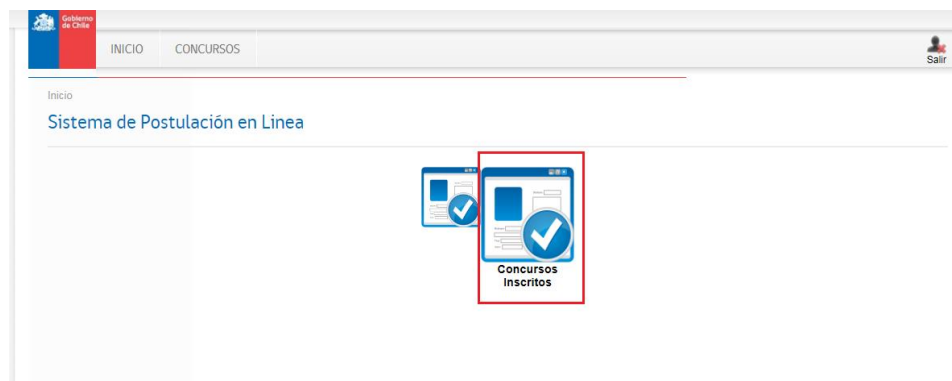 Gobierno
de Chile
INICIO CONCURSOS
Salir
Inicio
Sistema de Postulación en Linea
Concursos
Inscritos